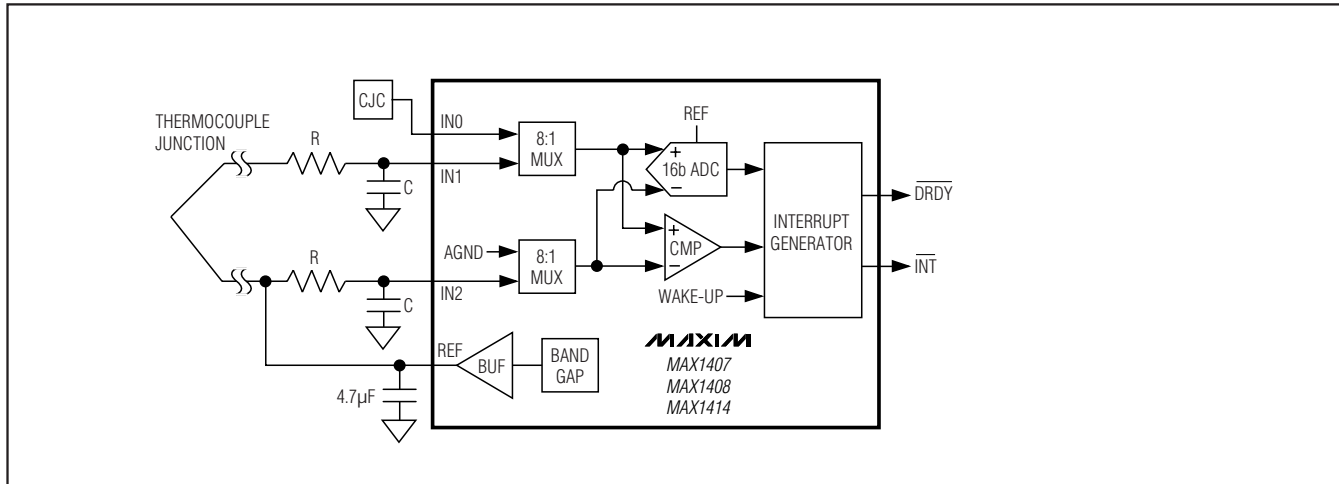 CJC
THERMOCOUPLE
JUNCTION
R
C
IN0
IN1
8:1
MUX
REF
+
16b ADC
−
INTERRUPT
GENERATOR
DRDY
INT
R
C
AGND
IN2
8:1
MUX
+
CMP
−
WAKE-UP
REF
BUF
BAND
GAP
4.7µF
MAXIM
MAX1407
MAX1408
MAX1414